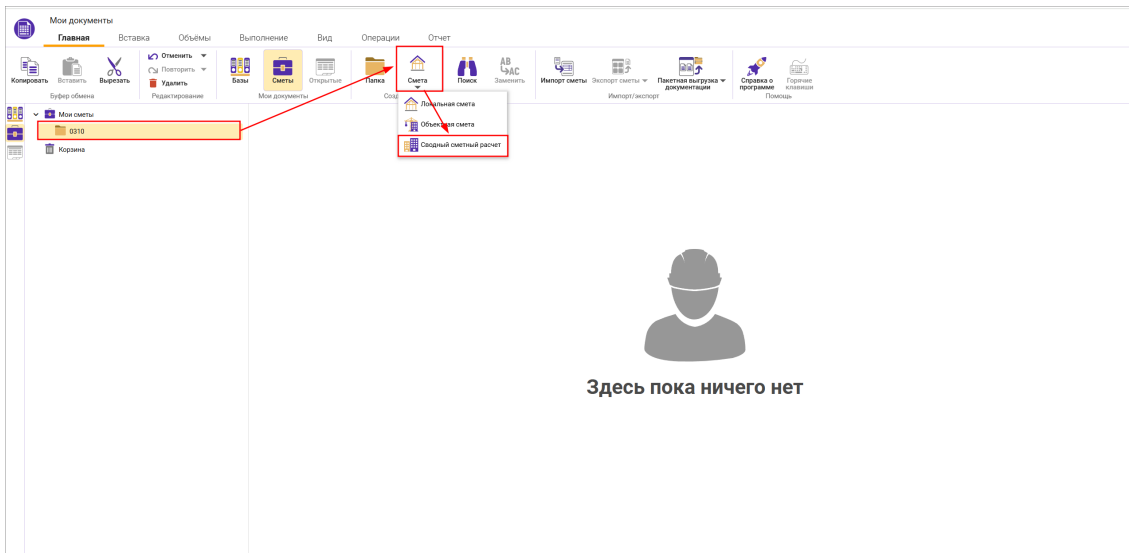 Мои документы
Главная Вставка Объёмы Выполнение Вид Операции Отчет
Копировать Вставить Вырезать
Буфер обмена
Отменить
Повторить
Удалить
Редактирование
Базы Сметы Открытые
Мои документы
Папка Смета
Поиск Заменить
AB
AC
Импорт сметы Экспорт сметы Пакетная выгрузка документации
Импорт/экспорт
Справка о программе Горячие клавиши
Помощь
Мои сметы
0310
Корзина
Локальная смета
Объектная смета
Сводный сметный расчет
Здесь пока ничего нет